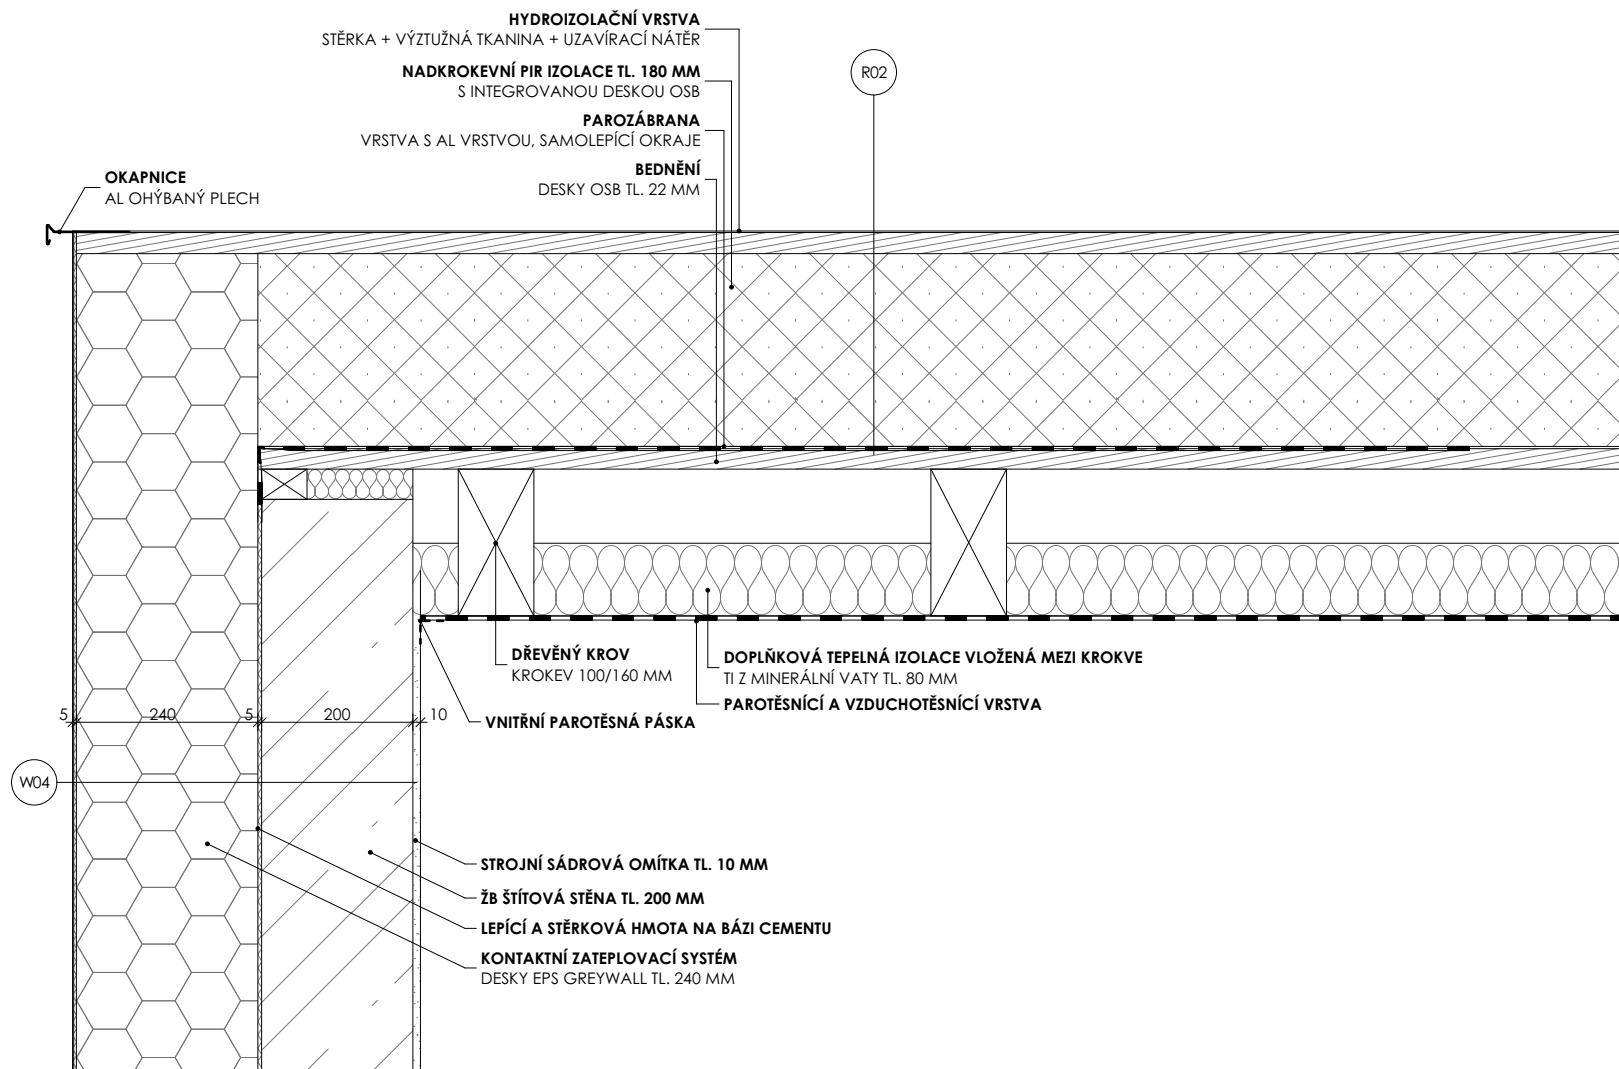 HYDROIZOLAČNÍ VRSTVA
STĚRKA + VÝZTUŽNÁ TKANINA + UZAVÍRACÍ NÁTĚR
NADKROKEVNÍ PIR IZOLACE TL. 180 MM
S INTEGROVANOU DESKOU OSB
R02
PAROZÁBRANA
VRSTVA S AL VRSTVOU, SAMOLEPÍCÍ OKRAJE
BEDNĚNÍ
DESKY OSB TL. 22 MM
OKAPNICE
AL OHÝBANÝ PLECH
DŘEVĚNÝ KROV
KROKEV 100/160 MM
DOPLŇKOVÁ TEPELNÁ IZOLACE VLOŽENÁ MEZI KROKVE
TI Z MINERÁLNÍ VATY TL. 80 MM
PAROTĚSNÍCÍ A VZDUCHOTĚSNÍCÍ VRSTVA
VNITŘNÍ PAROTĚSNÁ PÁSKA
5 240 5 200 10
W04
STROJNÍ SÁDROVÁ OMÍTKA TL. 10 MM
ŽB ŠTÍTOVÁ STĚNA TL. 200 MM
LEPÍCÍ A STĚRKOVÁ HMOTA NA BÁZI CEMENTU
KONTAKTNÍ ZATEPLOVACÍ SYSTÉM
DESKY EPS GREYWALL TL. 240 MM